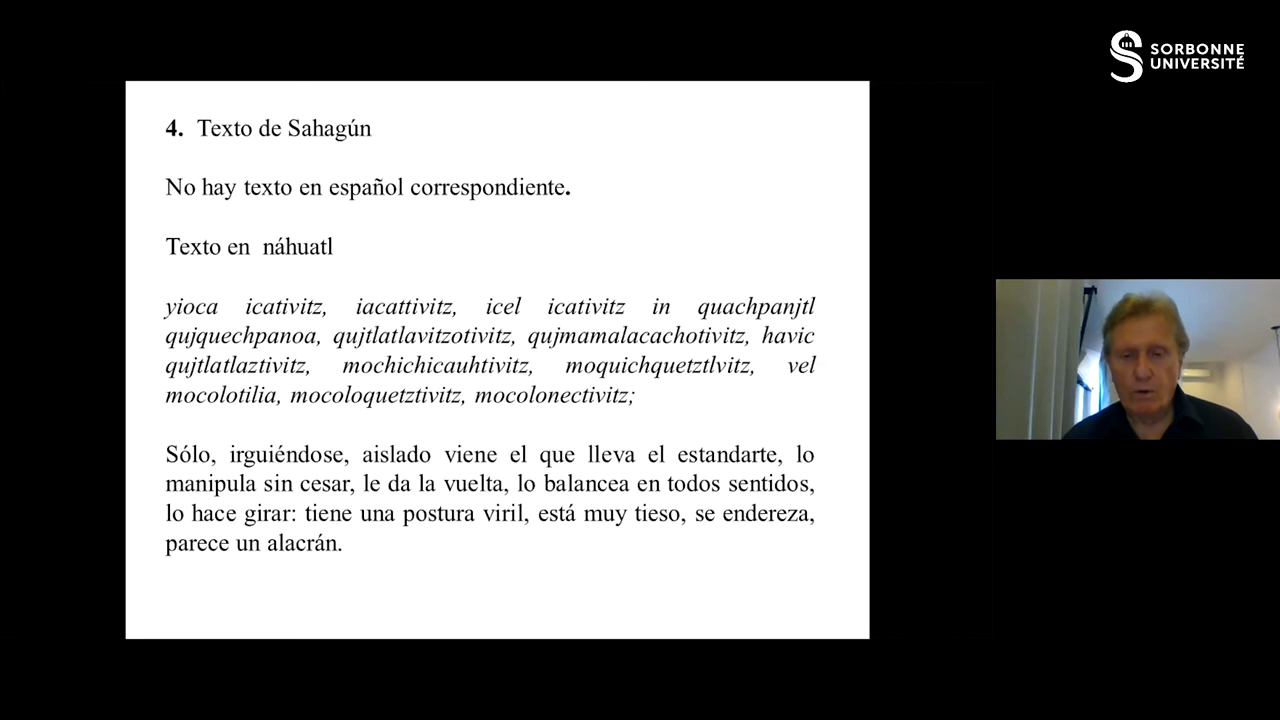 SORBONNE
UNIVERSITÉ
4. Texto de Sahagún
No hay texto en español correspondiente.
Texto en náhuatl
yioca icativitz, iacattivitz, icel icativitz in quachpanjtl
qujquechpanoa, qujtlatlavitzotivitz, qujmamalacachotivitz, havic
qujtlatlaztivitz, mochichicauhtivitz, moquichquetztlvitz, vel
mocolotilia, mocoloquetztivitz, mocolonectivitz;
Sólo, irguiéndose, aislado viene el que lleva el estandarte, lo
manipula sin cesar, le da la vuelta, lo balancea en todos sentidos,
lo hace girar: tiene una postura viril, está muy tieso, se endereza,
parece un alacrán.